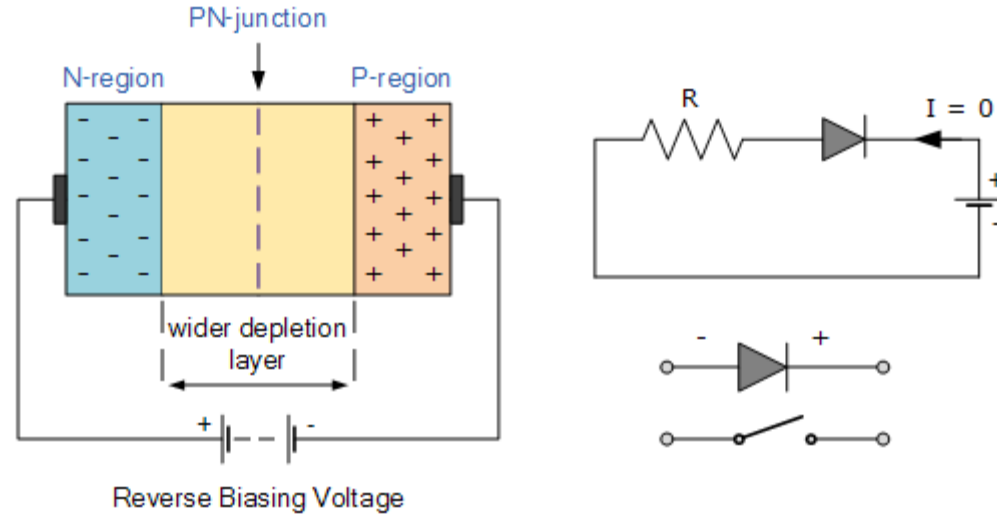 PN-junction
N-region
P-region
wider depletion
layer
+ -
Reverse Biasing Voltage
R
I = 0
+
-
- +